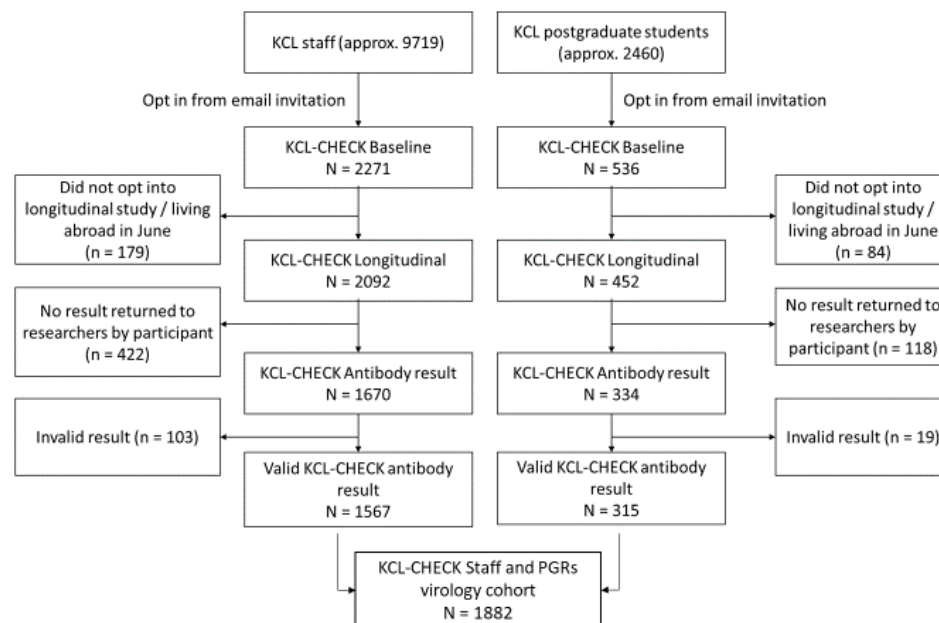 KCL staff (approx. 9719)
KCL postgraduate students
(approx. 2460)
Opt in from email invitation
Opt in from email invitation
KCL-CHECK Baseline
N = 2271
KCL-CHECK Baseline
N = 536
Did not opt into
longitudinal study / living
abroad in June
(n = 179)
Did not opt into
longitudinal study /
living abroad in June
(n = 84)
KCL-CHECK Longitudinal
N = 2092
KCL-CHECK Longitudinal
N = 452
No result returned to
researchers by participant
(n = 422)
No result returned to
researchers by
participant (n = 118)
KCL-CHECK Antibody result
N = 1670
KCL-CHECK Antibody result
N = 334
Invalid result (n = 103)
Invalid result (n = 19)
Valid KCL-CHECK antibody
result
N = 1567
Valid KCL-CHECK antibody
result
N = 315
KCL-CHECK Staff and PGRs
virology cohort
N = 1882